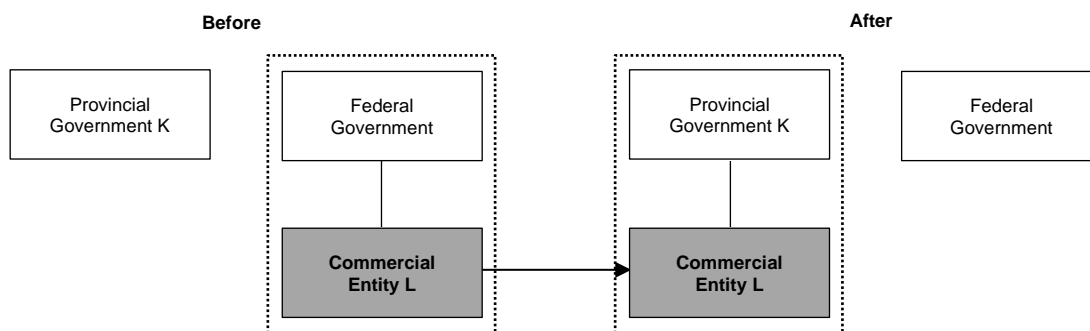 Before
After
Provincial
Government K
Federal
Government
Provincial
Government K
Federal
Government
Commercial
Entity L
Commercial
Entity L